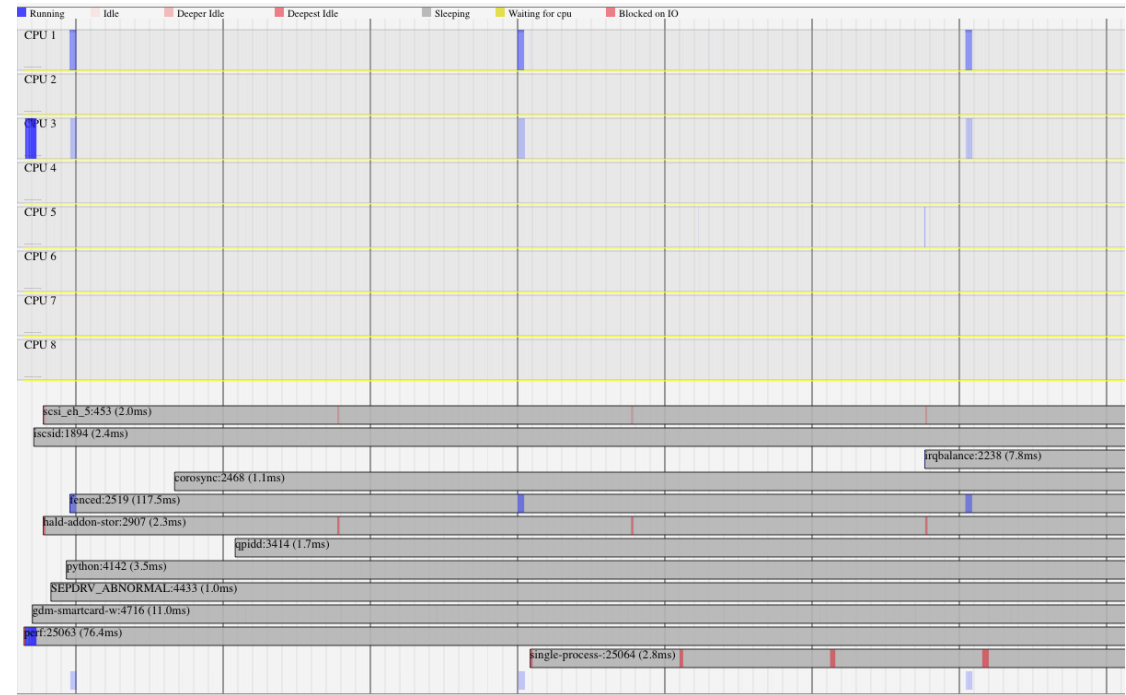 Running Idle Deeper Idle Deepest Idle Sleeping Waiting for cpu Blocked on IO
CPU 1
CPU 2
CPU 3
CPU 4
CPU 5
CPU 6
CPU 7
CPU 8
scsi_eh_5:453 (2.0ms)
iscsid:1894 (2.4ms)
irqbalance:2238 (7.8ms)
corosync:2468 (1.1ms)
fenced:2519 (117.5ms)
hald-addon-stor:2907 (2.3ms)
qpidd:3414 (1.7ms)
python:4142 (3.5ms)
SEPDRV_ABNORMAL:4433 (1.0ms)
gdm-smartcard-w:4716 (11.0ms)
perf:25063 (76.4ms)
single-process-:25064 (2.8ms)